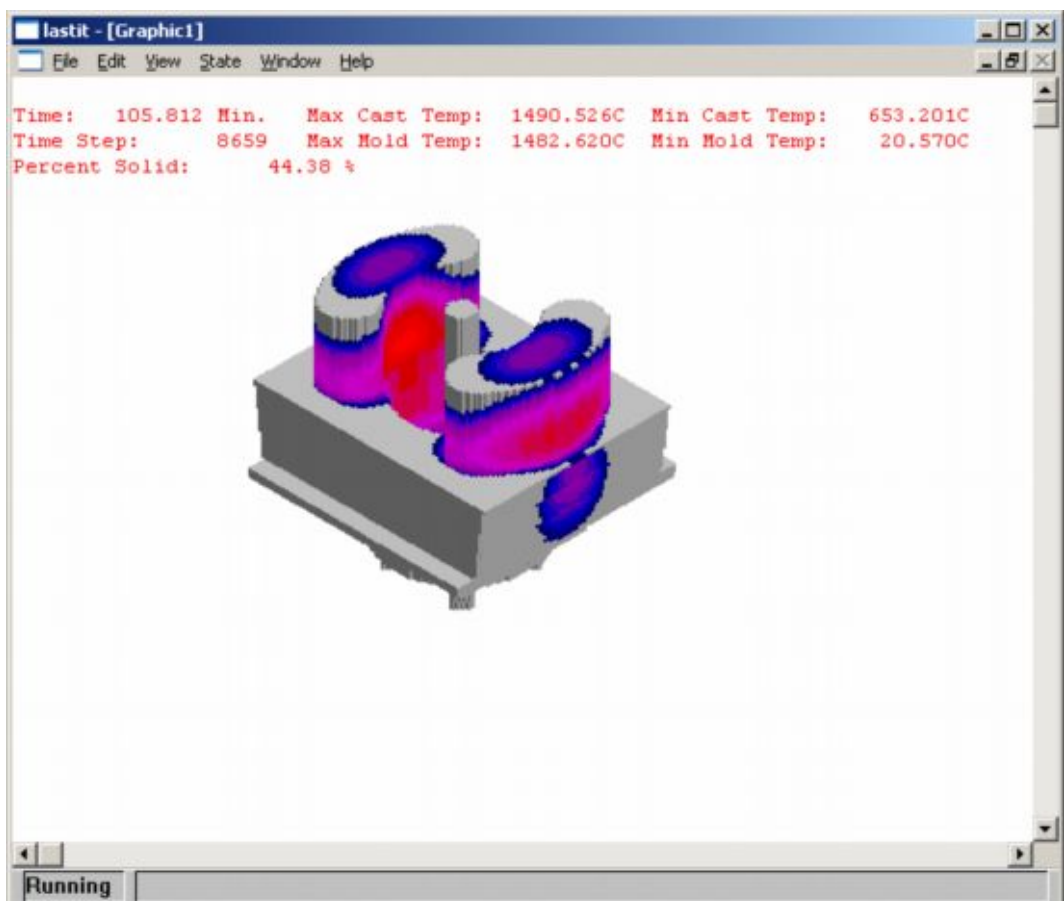 lastit - [Graphic1]
File Edit View State Window Help
Time: 105.812 Min. Max Cast Temp: 1490.526C Min Cast Temp: 653.201C
Time Step: 8659 Max Mold Temp: 1482.620C Min Mold Temp: 20.570C
Percent Solid: 44.38 %
Running